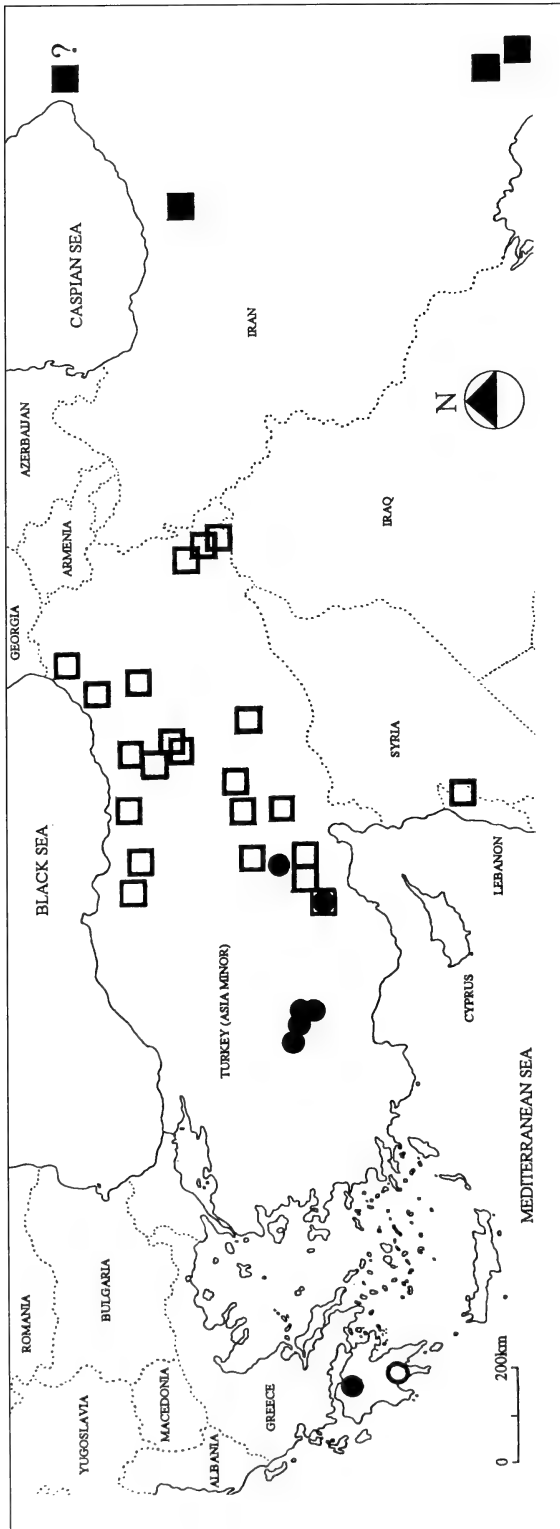 ROMANIA
YUGOSLAVIA
BULGARIA
MACEDONIA
ALBANIA
GREECE
BLACK SEA
GEORGIA
ARMENIA
AZERBAIJAN
CASPIAN SEA
?
TURKEY (ASIA MINOR)
IRAN
SYRIA
IRAQ
N
CYPRUS
LEBANON
MEDITERRANEAN SEA
0 200km